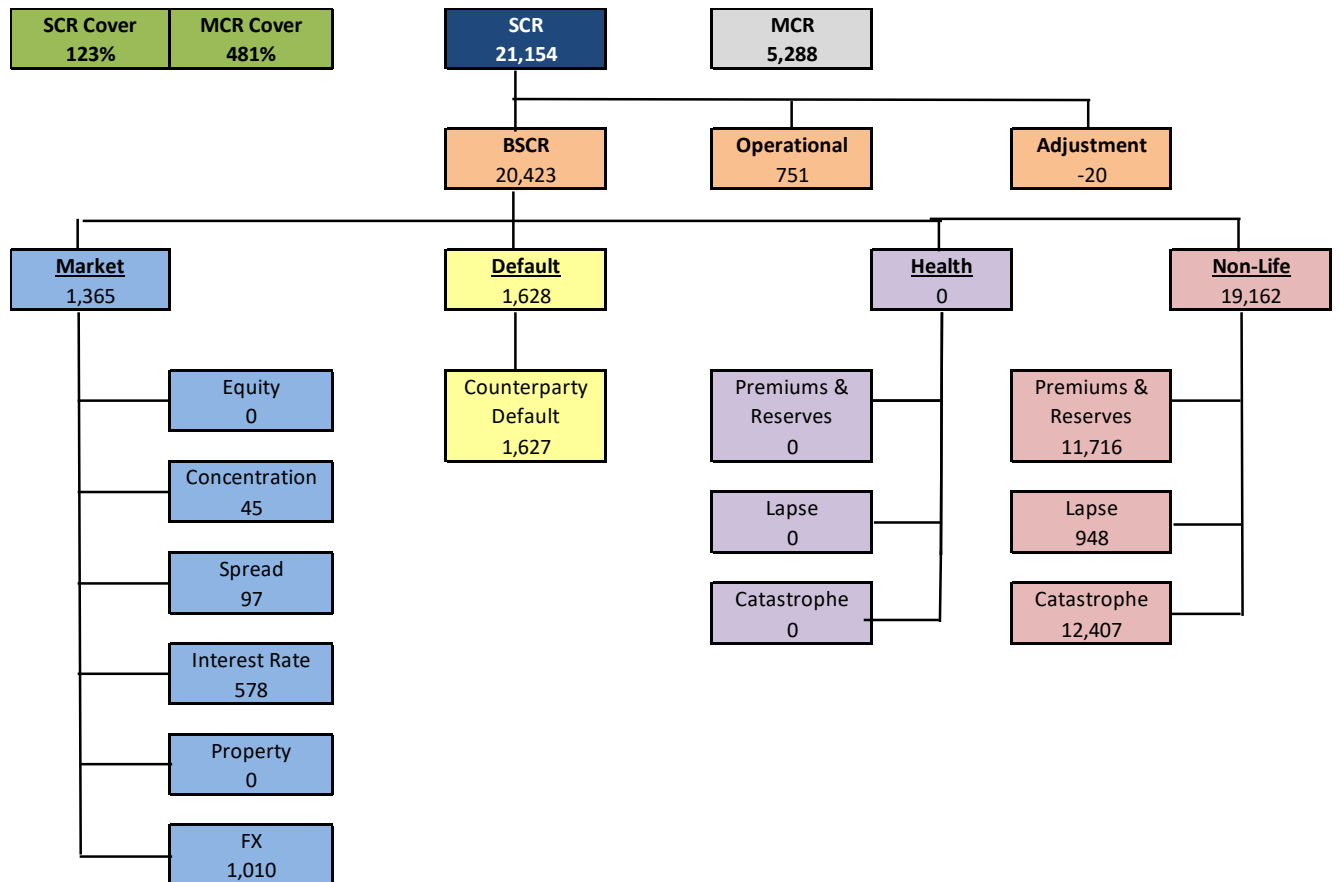 SCR Cover
123%
MCR Cover
481%
SCR
21,154
MCR
5,288
BSCR
20,423
Operational
751
Adjustment
-20
Market
1,365
Default
1,628
Health
0
Non-Life
19,162
Equity
0
Concentration
45
Spread
97
Interest Rate
578
Property
0
FX
1,010
Counterparty
Default
1,627
Premiums &
Reserves
0
Lapse
0
Catastrophe
0
Premiums &
Reserves
11,716
Lapse
948
Catastrophe
12,407